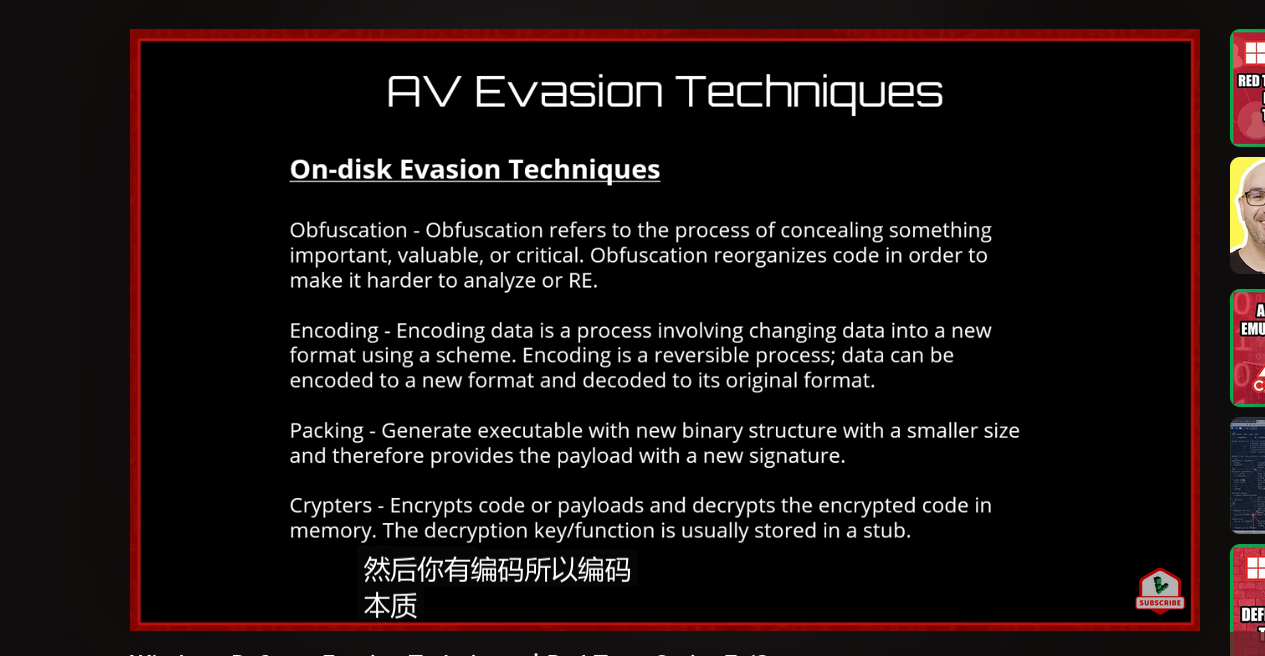 AV Evasion Techniques
On-disk Evasion Techniques
Obfuscation - Obfuscation refers to the process of concealing something
important, valuable, or critical. Obfuscation reorganizes code in order to
make it harder to analyze or RE.
Encoding - Encoding data is a process involving changing data into a new
format using a scheme. Encoding is a reversible process; data can be
encoded to a new format and decoded to its original format.
Packing - Generate executable with new binary structure with a smaller size
and therefore provides the payload with a new signature.
Crypters - Encrypts code or payloads and decrypts the encrypted code in
memory. The decryption key/function is usually stored in a stub.
然后你有编码所以编码
本质
SUBSCRIBE
RED